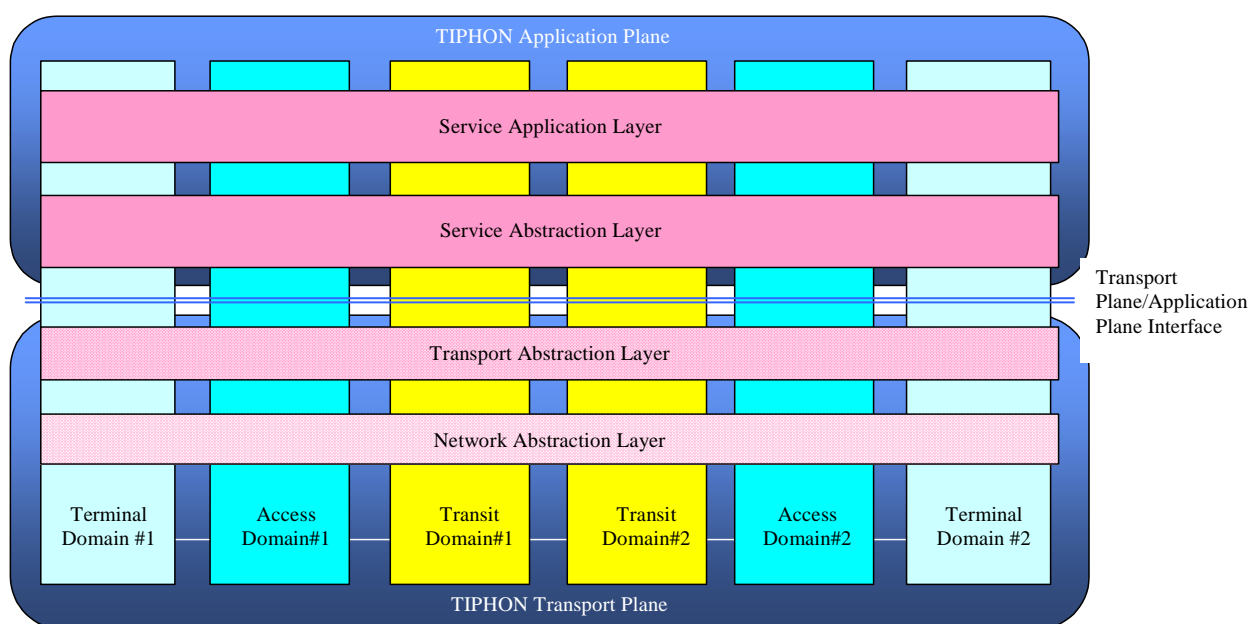 TIPHON Application Plane
Service Application Layer
Service Abstraction Layer
Transport
Plane/Application
Plane Interface
Transport Abstraction Layer
Network Abstraction Layer
Terminal
Domain #1
Access
Domain#1
Transit
Domain#1
Transit
Domain#2
Access
Domain#2
Terminal
Domain #2
TIPHON Transport Plane